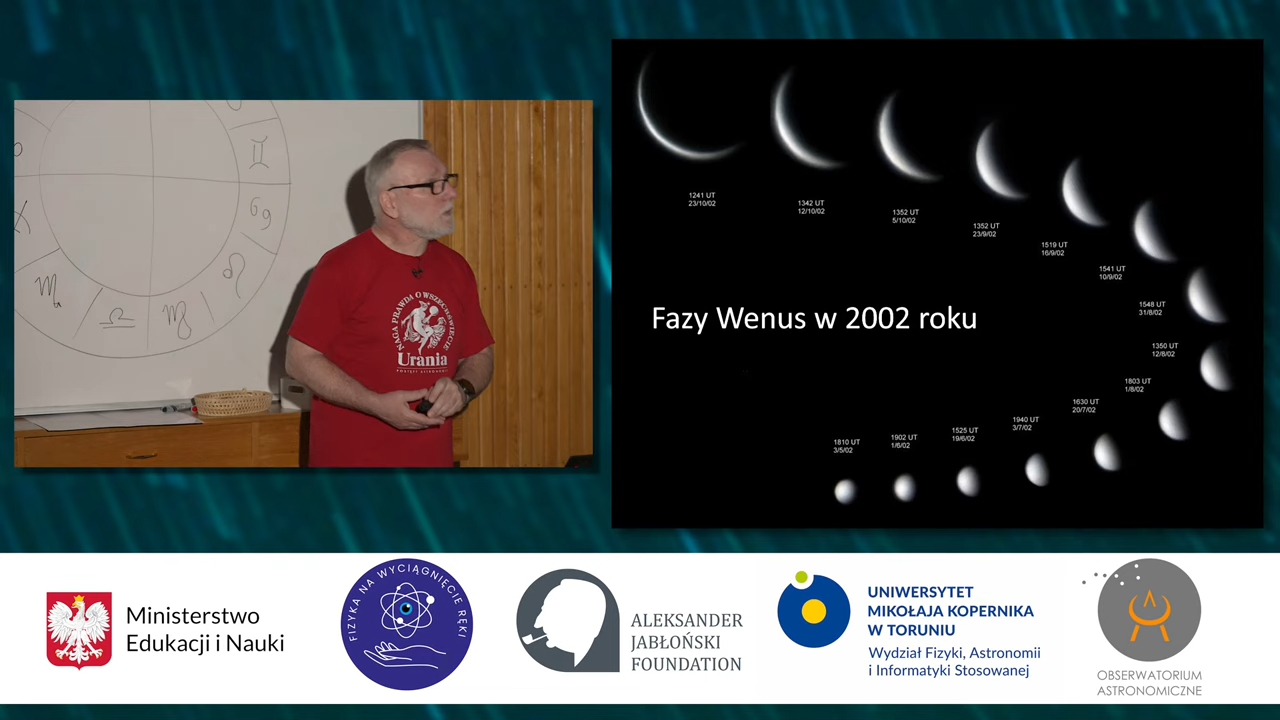 1241 UT
23/10/02
1342 UT
12/10/02
1352 UT
5/10/02
1352 UT
23/9/02
1519 UT
16/9/02
1541 UT
10/9/02
1548 UT
31/8/02
1350 UT
12/8/02
1803 UT
1/8/02
1630 UT
20/7/02
1940 UT
3/7/02
1525 UT
19/6/02
1902 UT
1/6/02
1810 UT
3/5/02
Fazy Wenus w 2002 roku
NAGA PRAWDA O WSZECHŚWIECIE
Urania
POSTĘPY ASTRONOMII
Ministerstwo
Edukacji i Nauki
FIZYKA NA WYCIĄGNIĘCIE RĘKI
ALEKSANDER
JABŁOŃSKI
FOUNDATION
UNIWERSYTET
MIKOŁAJA KOPERNIKA
W TORUNIU
Wydział Fizyki, Astronomii
i Informatyki Stosowanej
OBSERWATORIUM
ASTRONOMICZNE